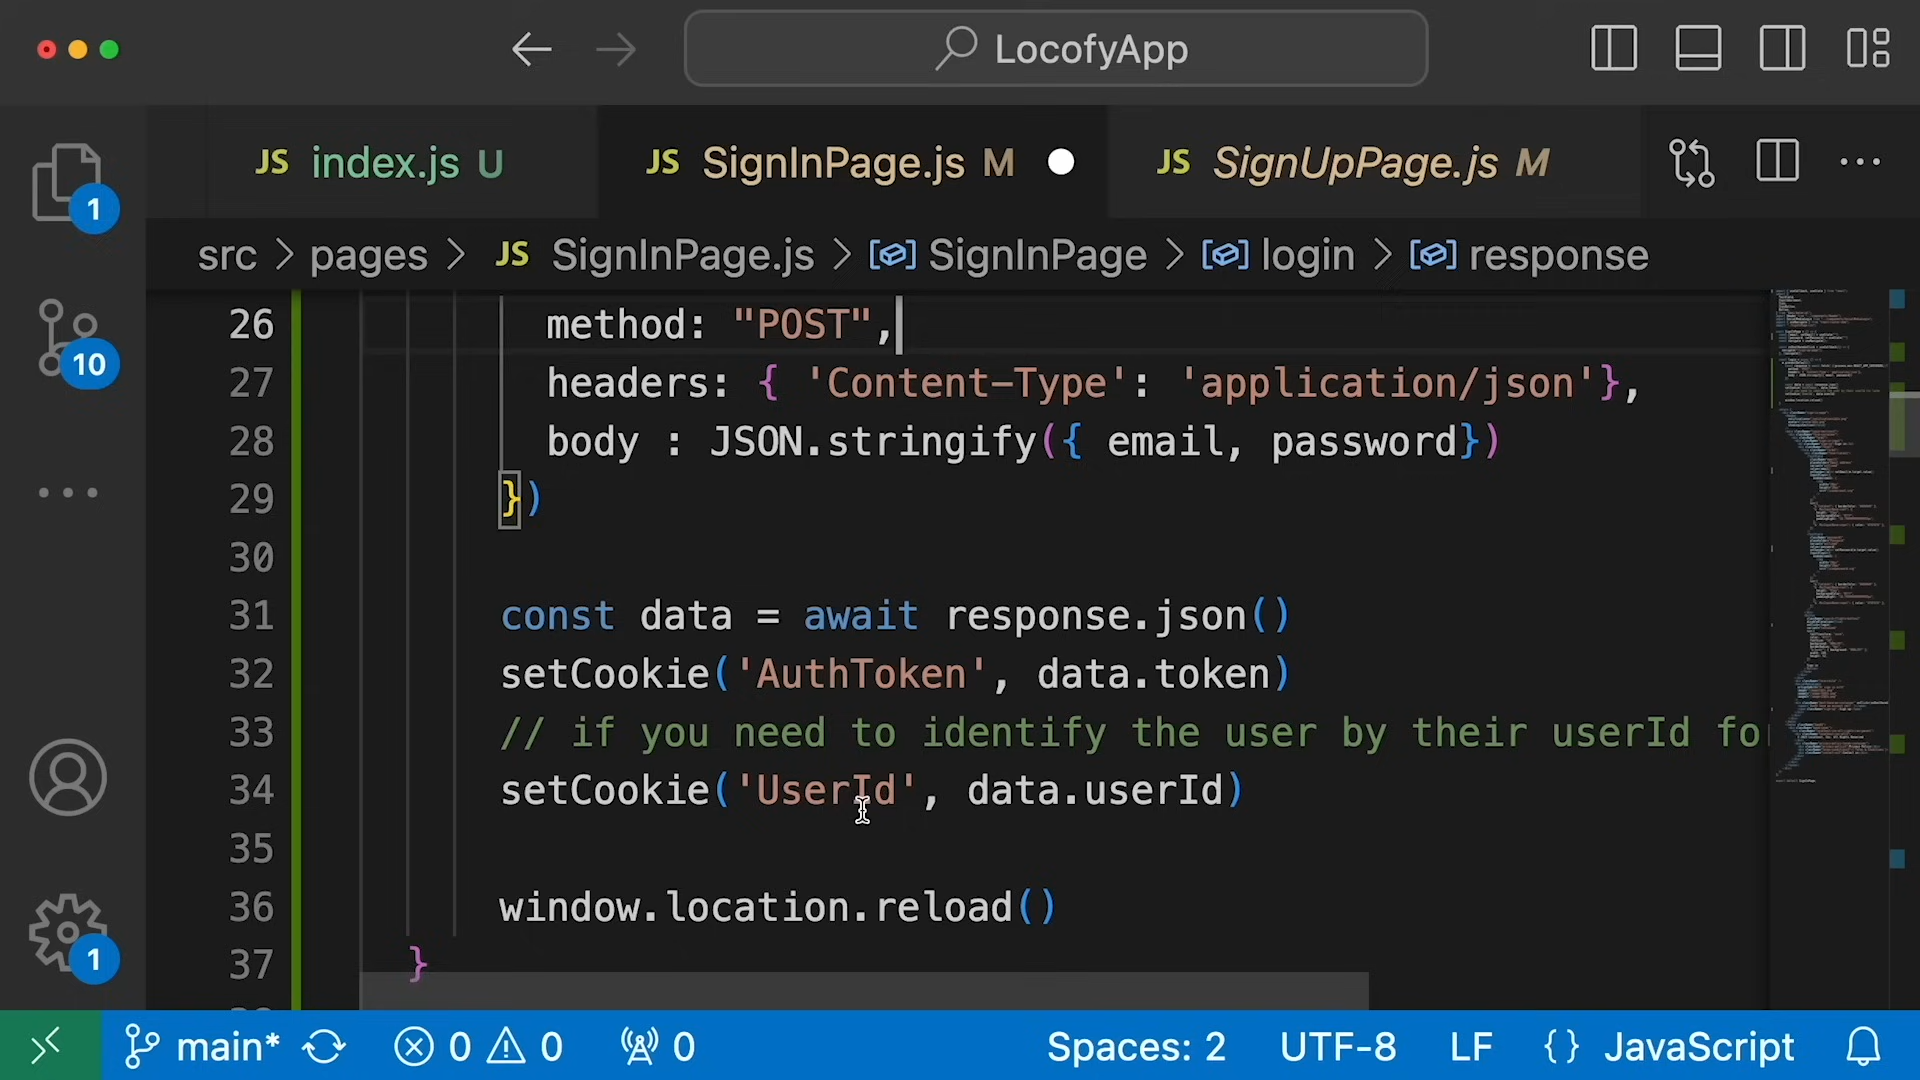 LocofyApp
JS index.js U
JS SignInPage.js M
JS SignUpPage.js M
src > pages > JS SignInPage.js > SignInPage > login > response
1
10
1
26 method: "POST",
27 headers: { 'Content-Type': 'application/json'},
28 body : JSON.stringify({ email, password})
29 })
30
31 const data = await response.json()
32 setCookie('AuthToken', data.token)
33 // if you need to identify the user by their userId fo
34 setCookie('UserId', data.userId)
35
36 window.location.reload()
37 }
main* 0 0 0 Spaces: 2 UTF-8 LF {} JavaScript